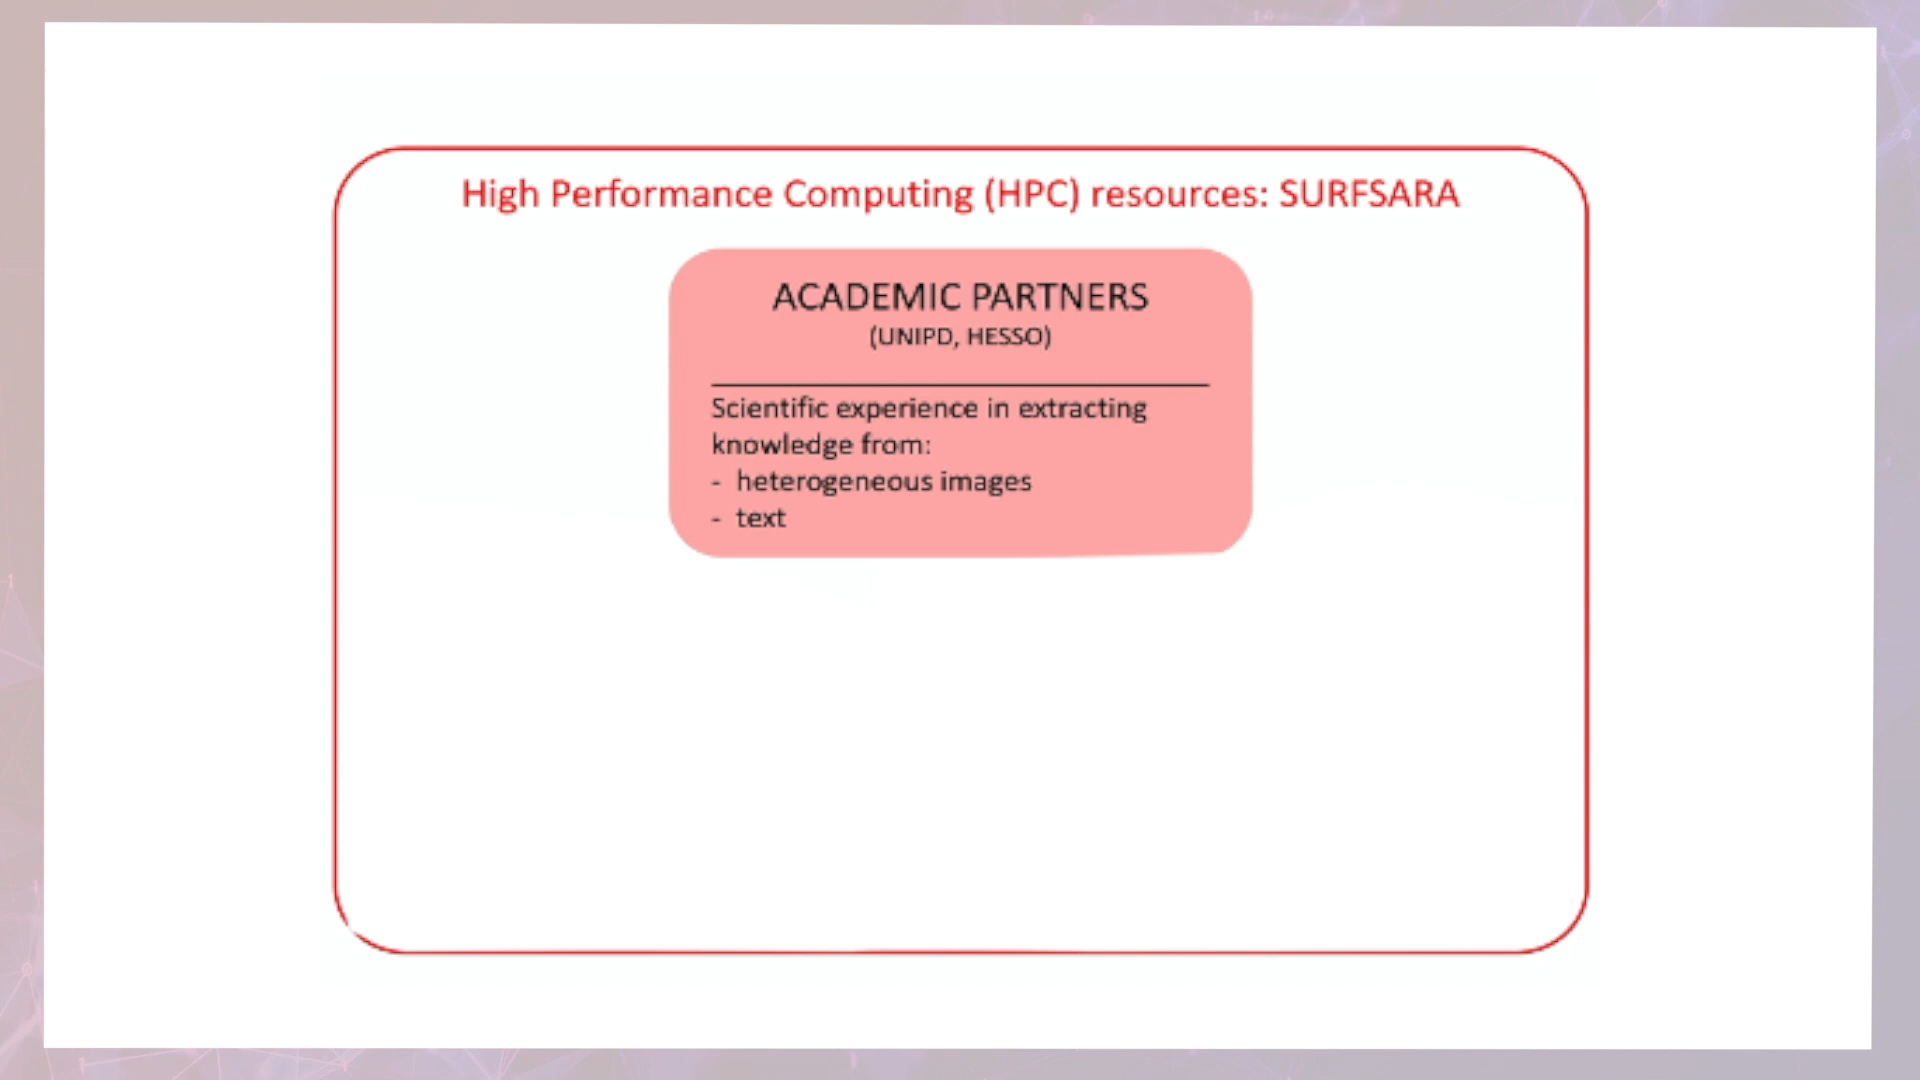 High Performance Computing (HPC) resources: SURFSARA
ACADEMIC PARTNERS
(UNIPD, HESSO)
Scientific experience in extracting
knowledge from:
- heterogeneous images
- text